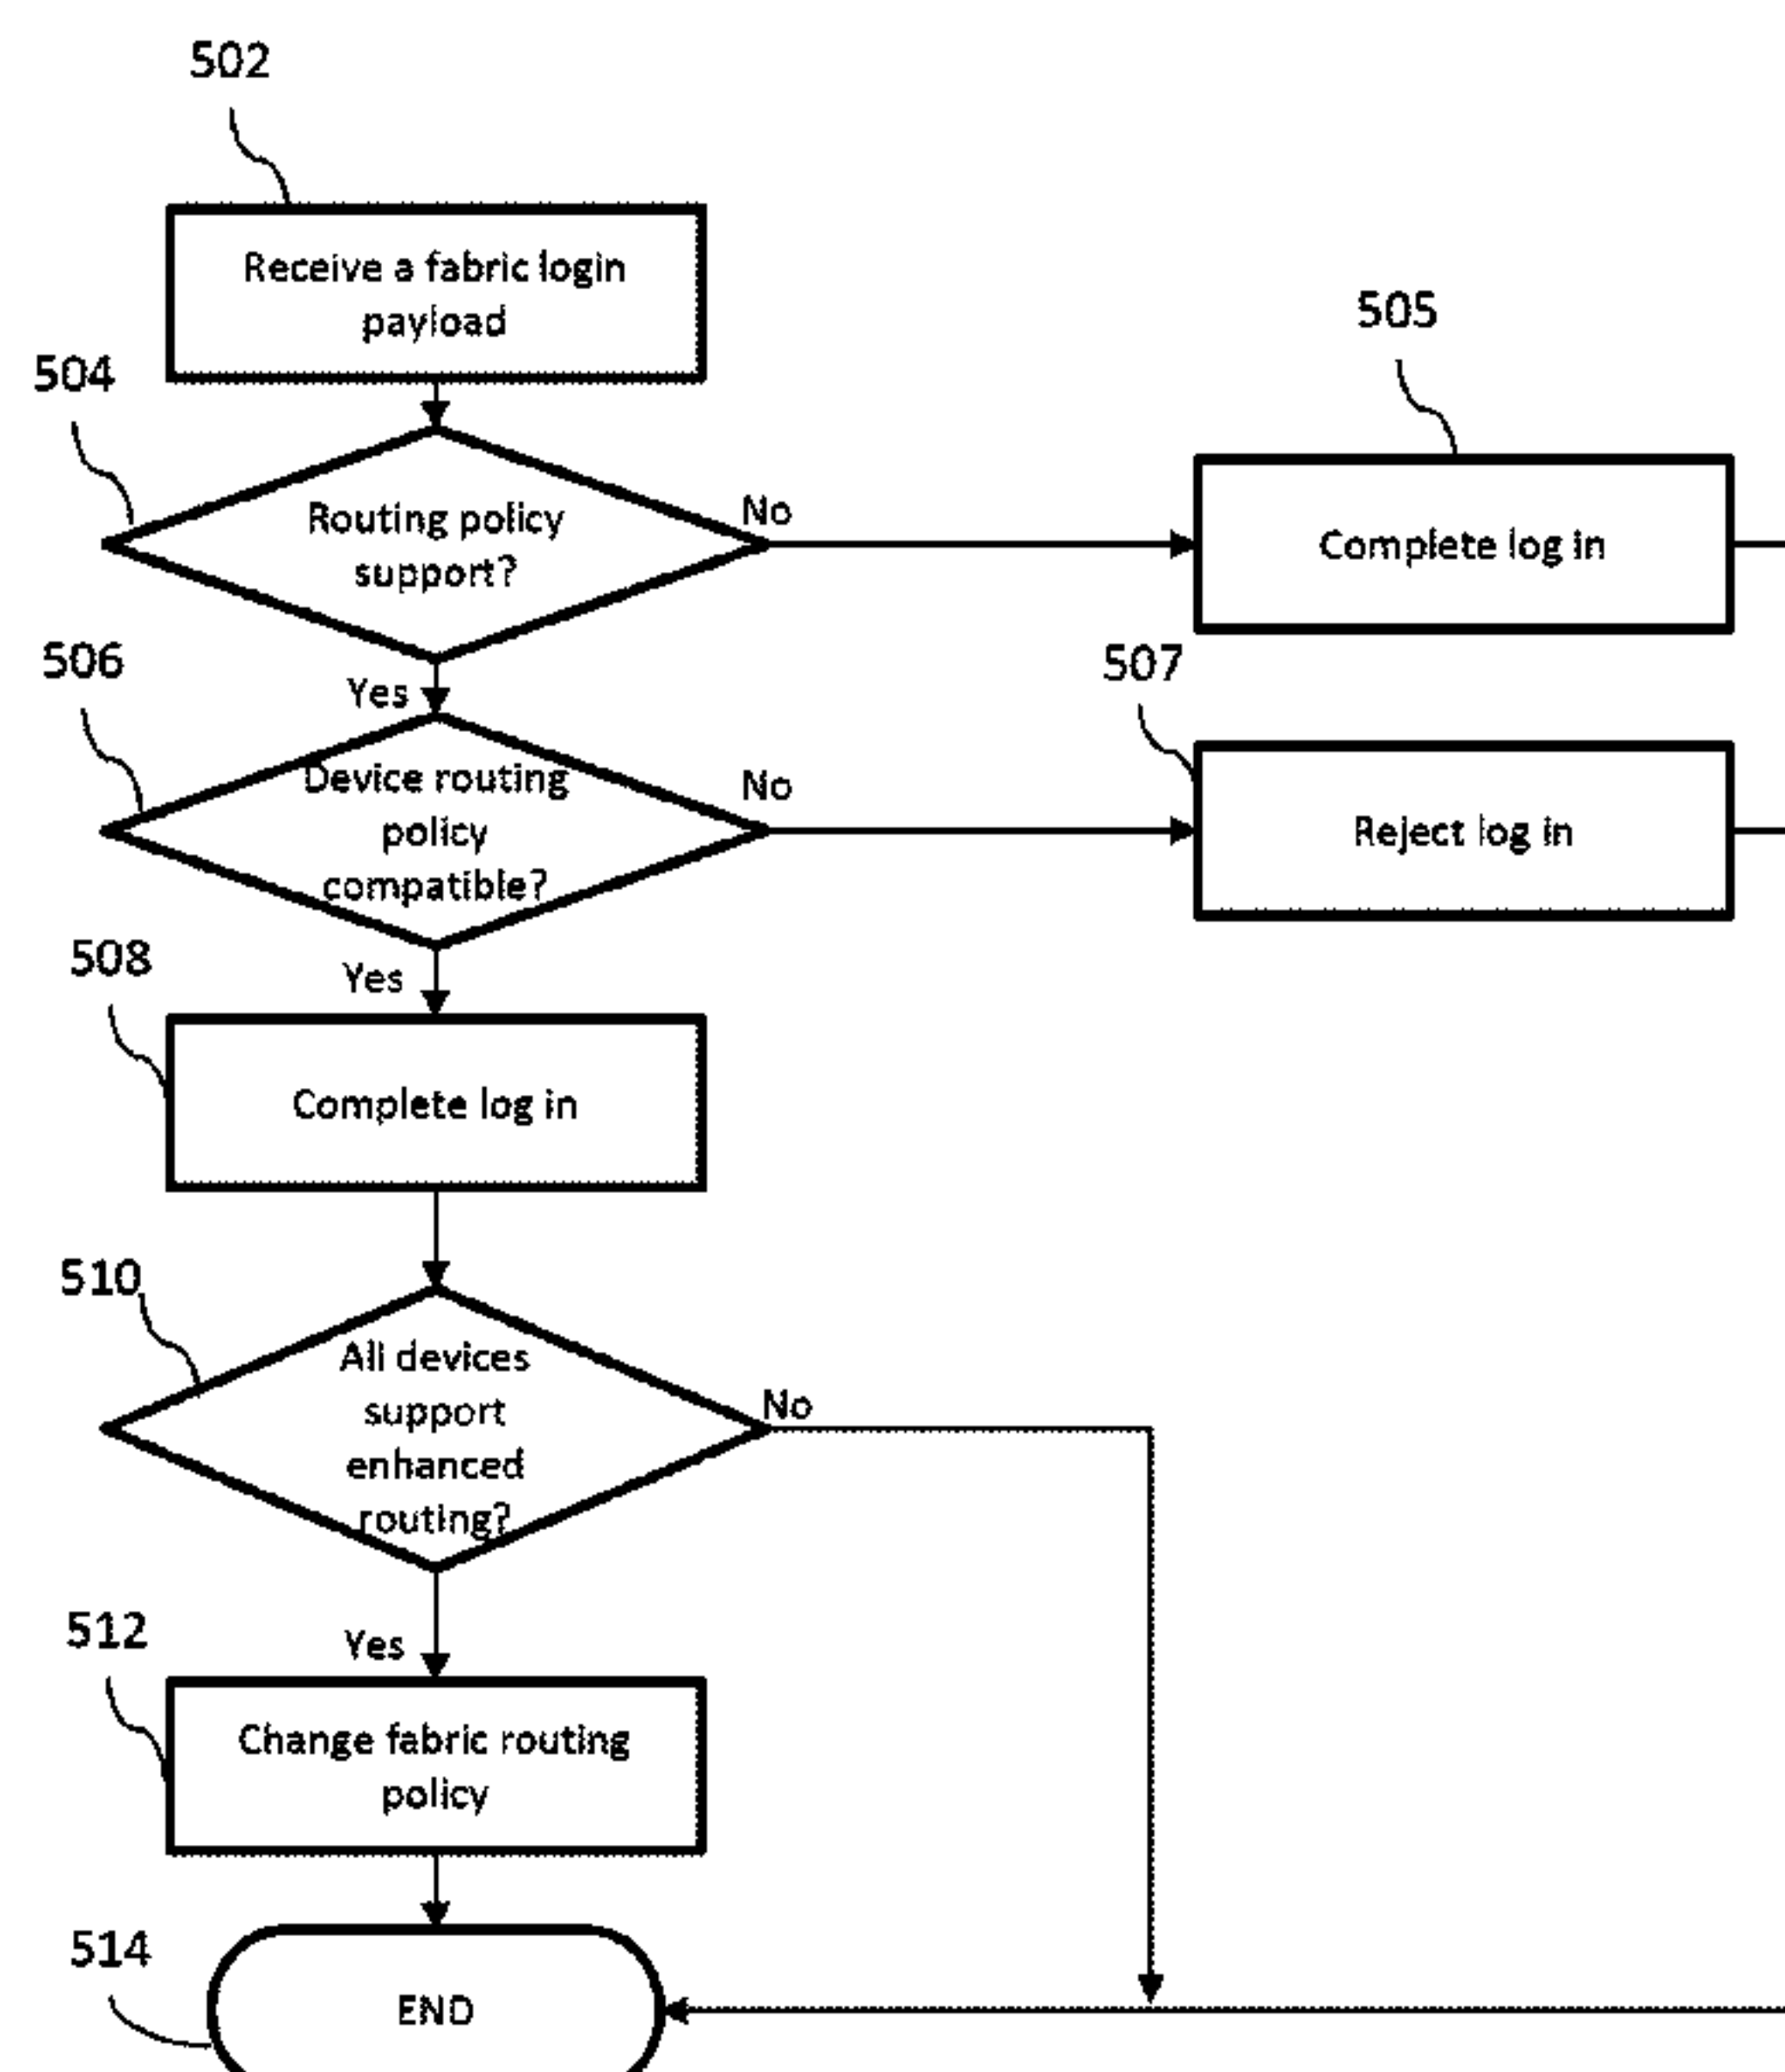 502
Receive a fabric login
payload
504
505
Routing policy
support?
No
Complete log in
506
Yes
507
Device routing
policy
compatible?
No
Reject log in
508
Yes
Complete log in
510
All devices
support
enhanced
routing?
No
512
Yes
Change fabric routing
policy
514
END